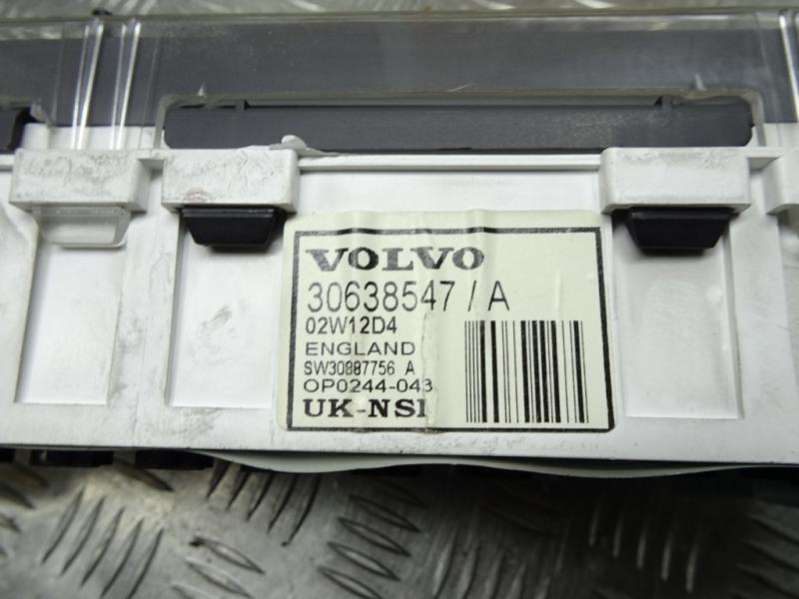 VOLVO
30638547 / A
02W12D4
ENGLAND
SW30887756 A
OP0244-043
UK-NSI